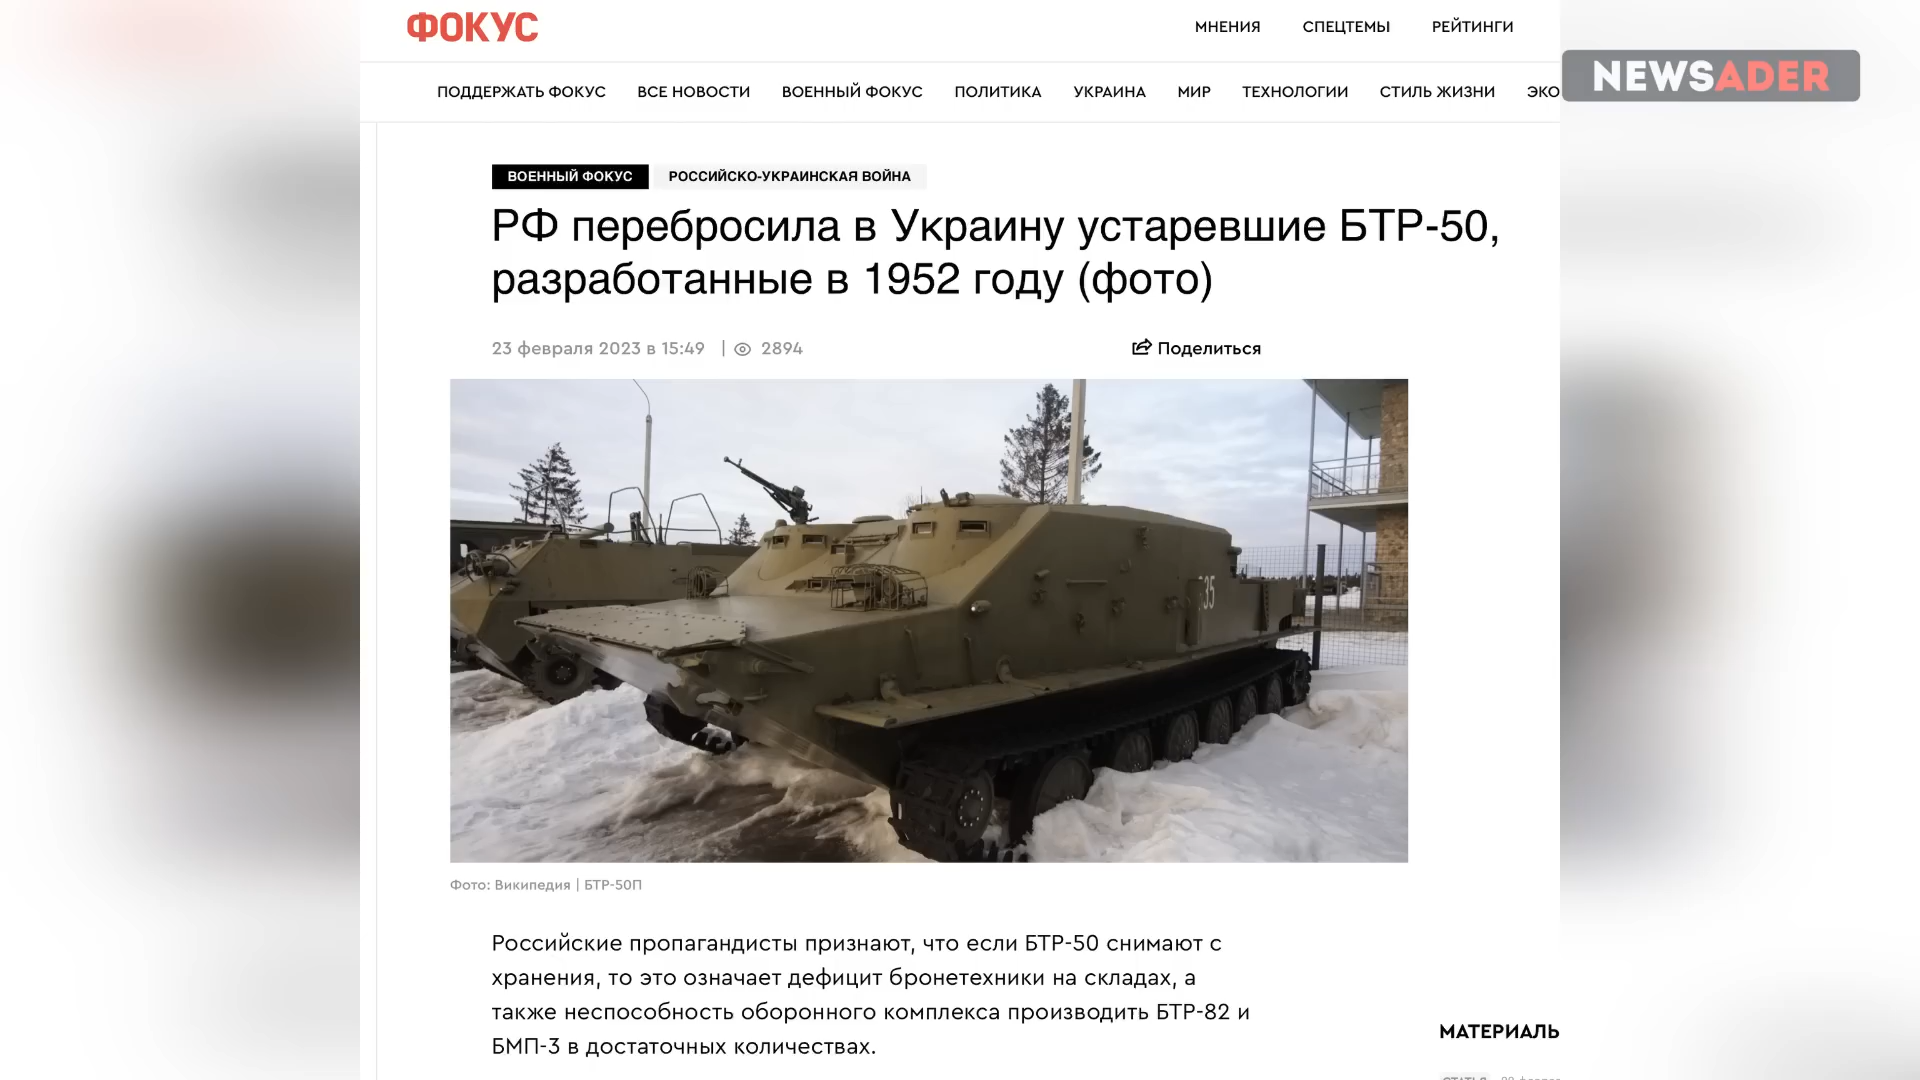 ФОКУС
МНЕНИЯ СПЕЦТЕМЫ РЕЙТИНГИ
NEWSADER
ПОДДЕРЖАТЬ ФОКУС ВСЕ НОВОСТИ ВОЕННЫЙ ФОКУС ПОЛИТИКА УКРАИНА МИР ТЕХНОЛОГИИ СТИЛЬ ЖИЗНИ ЭКО
ВОЕННЫЙ ФОКУС РОССИЙСКО-УКРАИНСКАЯ ВОЙНА
РФ перебросила в Украину устаревшие БТР-50,
разработанные в 1952 году (фото)
23 февраля 2023 в 15:49 | 2894 Поделиться
35
Фото: Википедия | БТР-50П
Российские пропагандисты признают, что если БТР-50 снимают с
хранения, то это означает дефицит бронетехники на складах, а
также неспособность оборонного комплекса производить БТР-82 и
БМП-3 в достаточных количествах.
МАТЕРИАЛЬ